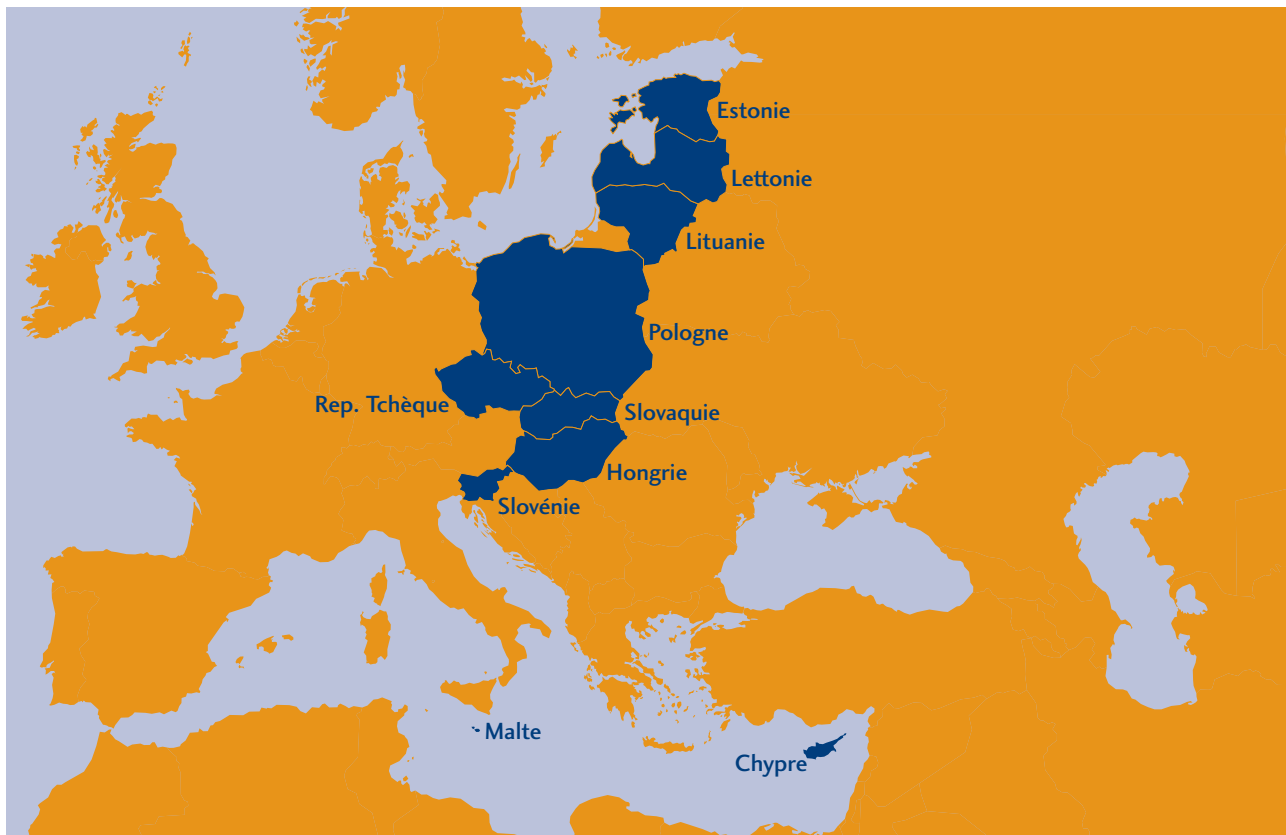 Estonie
Lettonie
Lituanie
Pologne
Rep. Tchèque
Slovaquie
Hongrie
Slovénie
Malte
Chypre